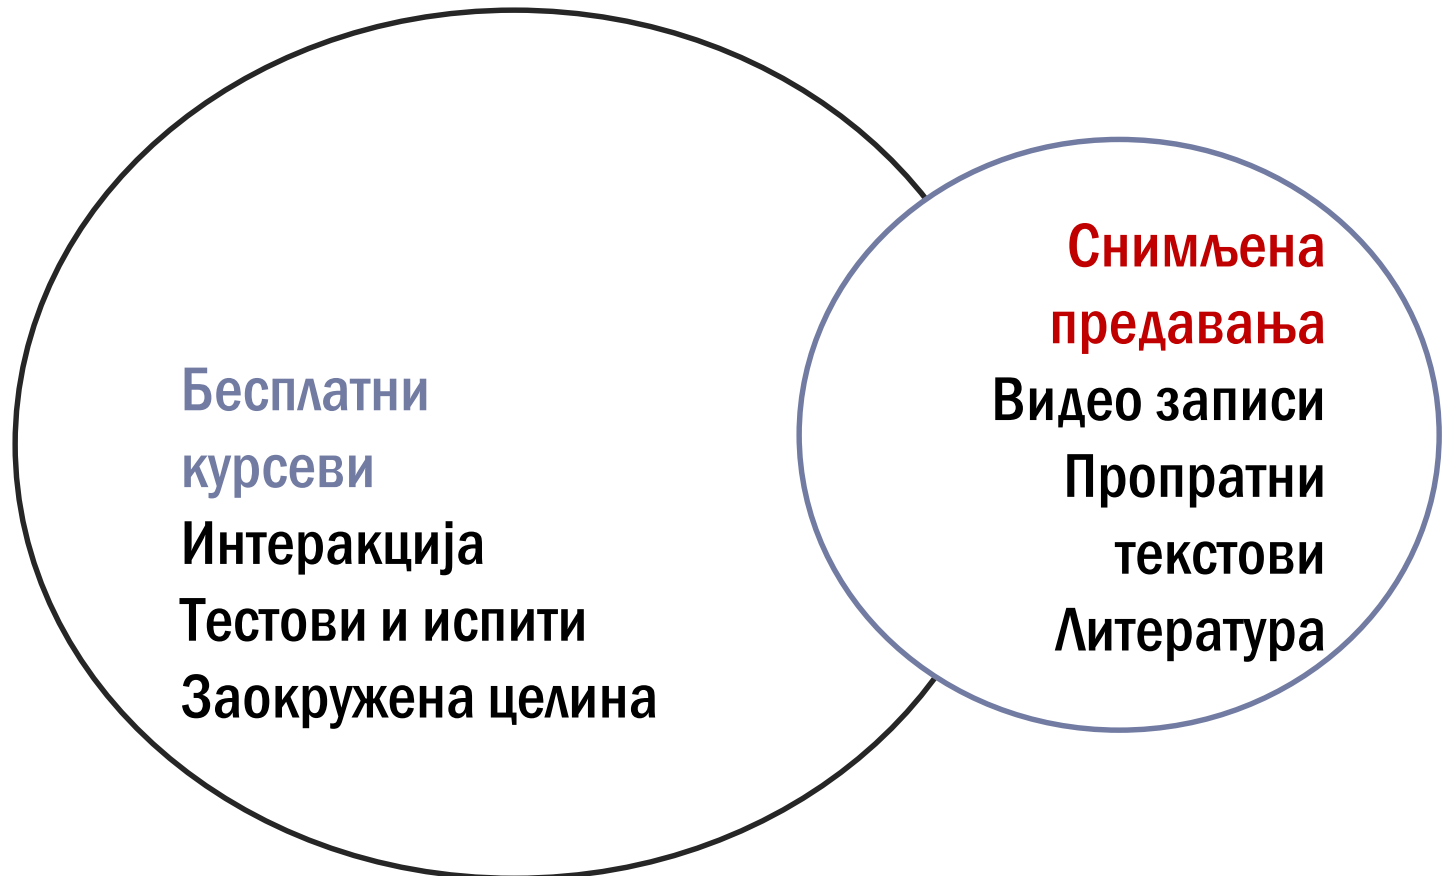 Бесплатни
курсеви
Интеракција
Тестови и испити
Заокружена целина
Снимљена
предавања
Видео записи
Пропратни
текстови
Литература